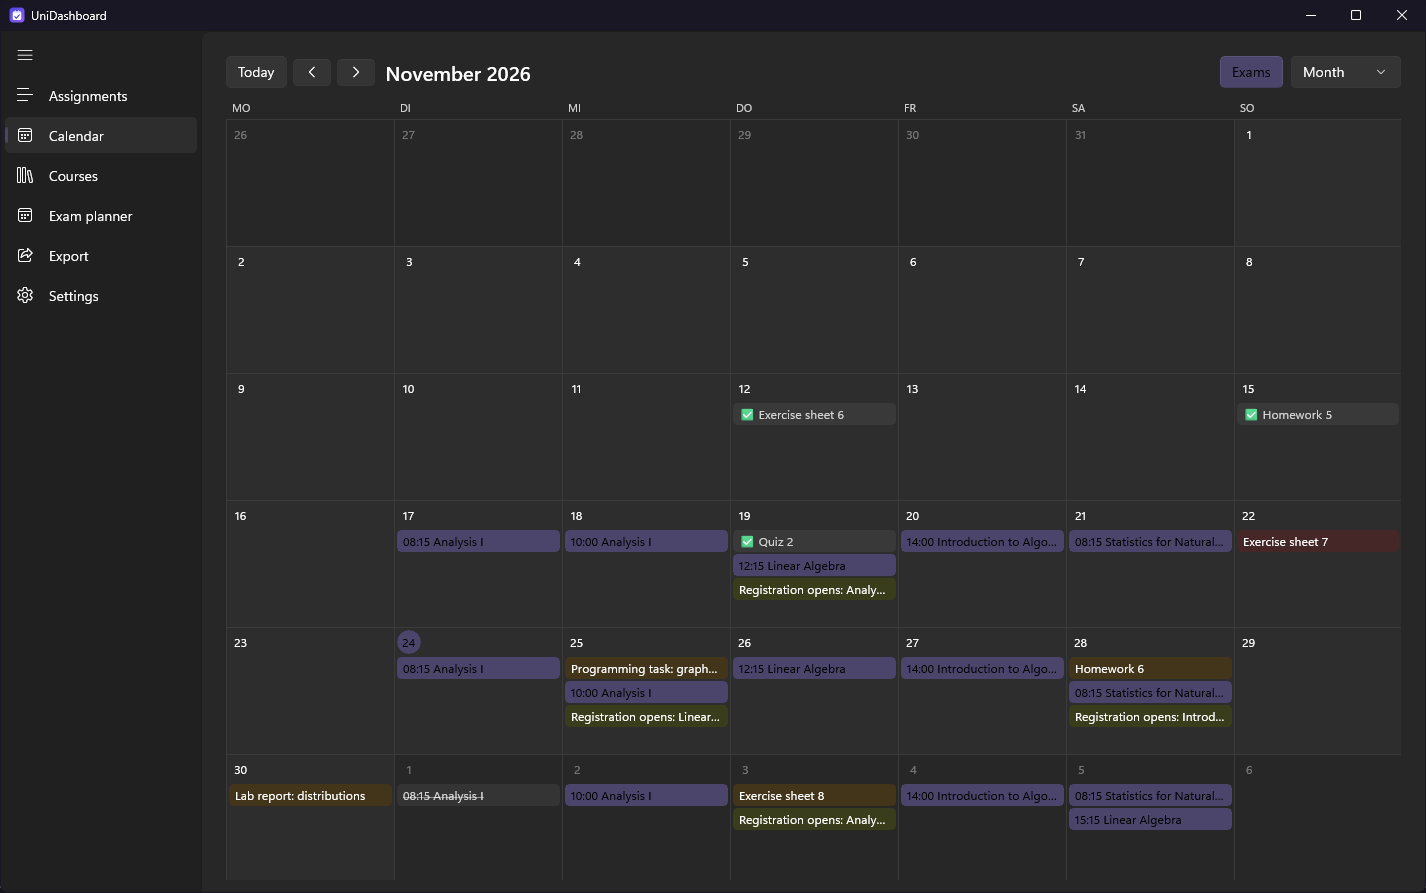 UniDashboard
Assignments
Calendar
Courses
Exam planner
Export
Settings
Today
November 2026
Exams
Month
MO DI MI DO FR SA SO
26 27 28 29 30 31 1
2 3 4 5 6 7 8
9 10 11 12 13 14 15
Exercise sheet 6 Homework 5
16 17 18 19 20 21 22
08:15 Analysis I 10:00 Analysis I Quiz 2 14:00 Introduction to Algo... 08:15 Statistics for Natural... Exercise sheet 7
12:15 Linear Algebra
Registration opens: Analy...
23 24 25 26 27 28 29
08:15 Analysis I Programming task: graph... 12:15 Linear Algebra 14:00 Introduction to Algo... Homework 6
10:00 Analysis I 08:15 Statistics for Natural...
Registration opens: Linear... Registration opens: Introd...
30 1 2 3 4 5 6
Lab report: distributions 08:15 Analysis I 10:00 Analysis I Exercise sheet 8 14:00 Introduction to Algo... 08:15 Statistics for Natural...
Registration opens: Analy... 15:15 Linear Algebra